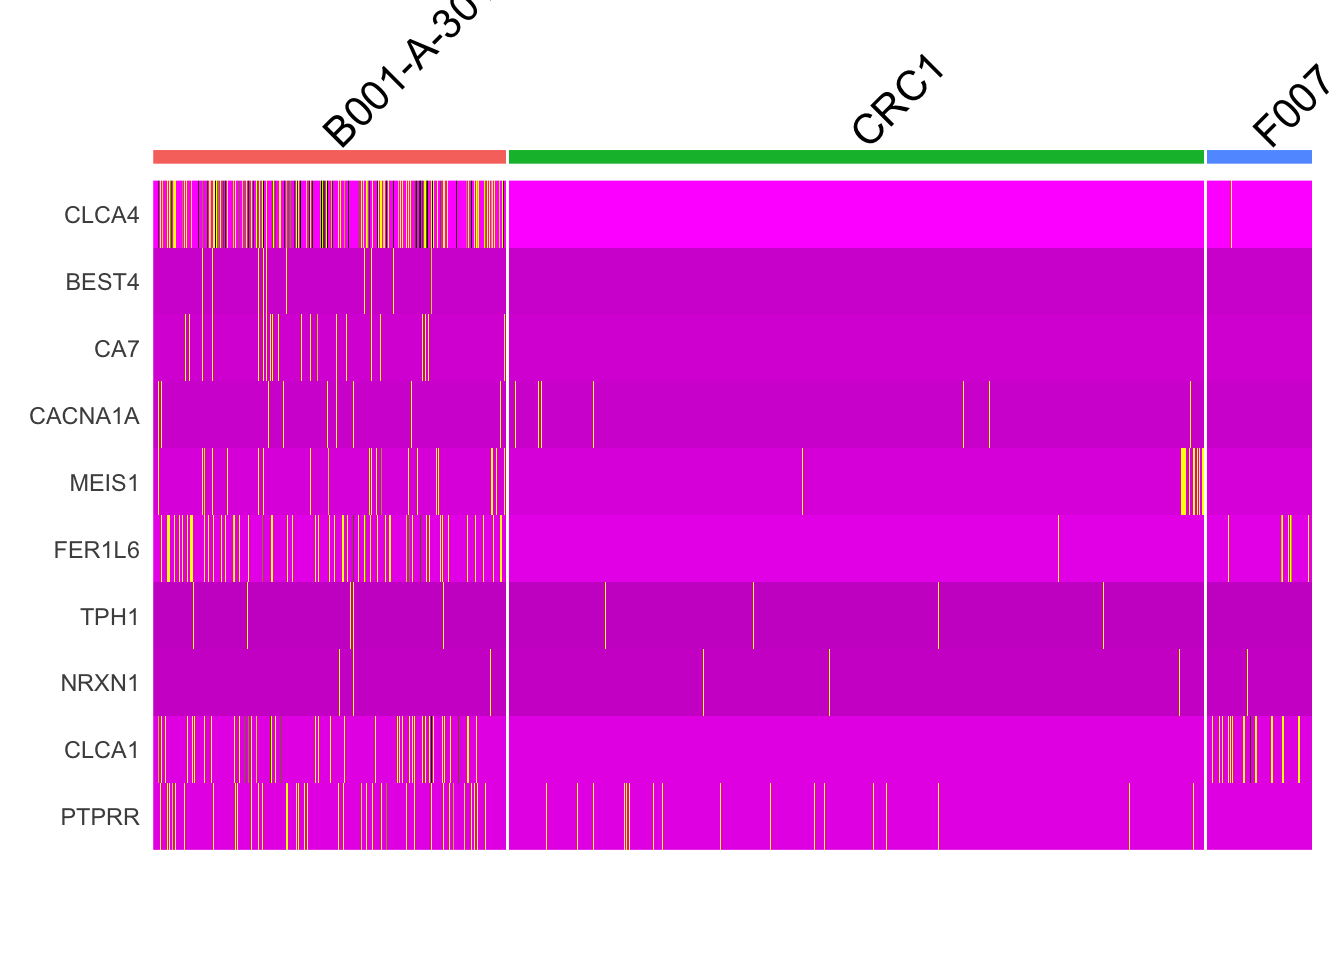 B001-A-30
CRC1
F007
CLCA4
BEST4
CA7
CACNA1A
MEIS1
FER1L6
TPH1
NRXN1
CLCA1
PTPRR